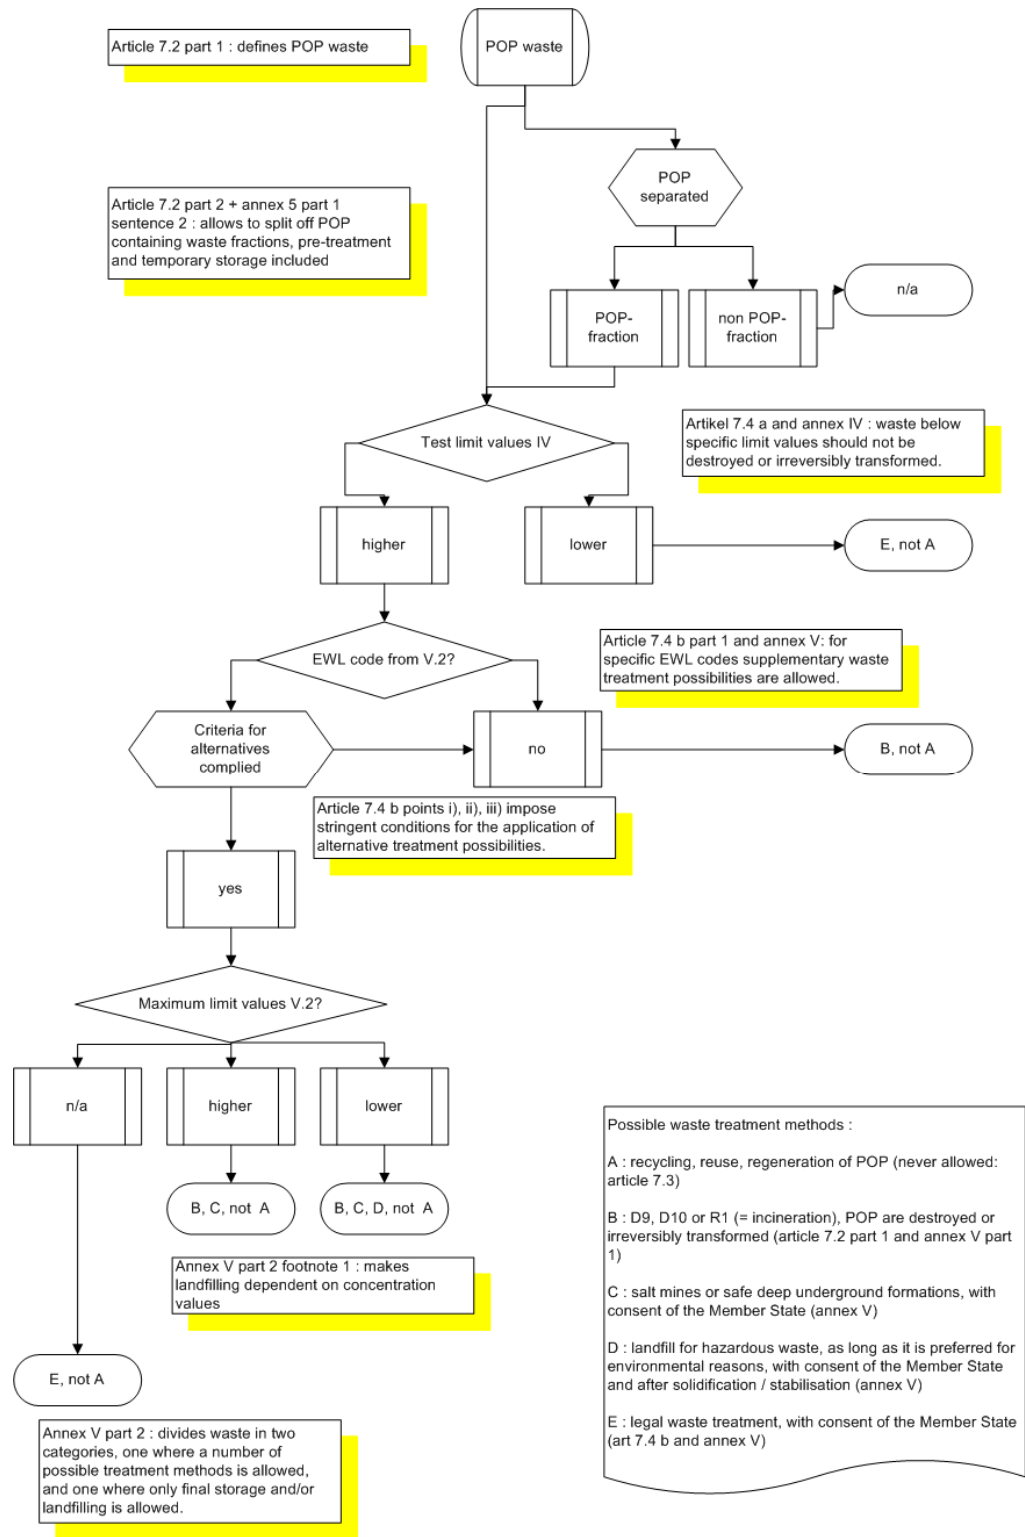 POP waste
Article 7.2 part 1 : defines POP waste
POP
separated
Article 7.2 part 2 + annex 5 part 1
sentence 2 : allows to split off POP
containing waste fractions, pre-treatment
and temporary storage included
n/a
POP-
fraction
non POP-
fraction
Test limit values IV
Artikel 7.4 a and annex IV : waste below
specific limit values should not be
destroyed or irreversibly transformed.
higher
lower
E, not A
EWL code from V.2?
Article 7.4 b part 1 and annex V: for
specific EWL codes supplementary waste
treatment possibilities are allowed.
Criteria for
alternatives
complied
no
B, not A
Article 7.4 b points i), ii), iii) impose
stringent conditions for the application of
alternative treatment possibilities.
yes
Maximum limit values V.2?
n/a
higher
lower
B, C, not A
B, C, D, not A
Annex V part 2 footnote 1 : makes
landfilling dependent on concentration
values
E, not A
Annex V part 2 : divides waste in two
categories, one where a number of
possible treatment methods is allowed,
and one where only final storage and/or
landfilling is allowed.
Possible waste treatment methods :
A : recycling, reuse, regeneration of POP (never allowed:
article 7.3)
B : D9, D10 or R1 (= incineration), POP are destroyed or
irreversibly transformed (article 7.2 part 1 and annex V part
1)
C : salt mines or safe deep underground formations, with
consent of the Member State (annex V)
D : landfill for hazardous waste, as long as it is preferred for
environmental reasons, with consent of the Member State
and after solidification / stabilisation (annex V)
E : legal waste treatment, with consent of the Member State
(art 7.4 b and annex V)